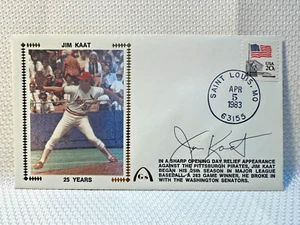 JIM KAAT
25 YEARS
USA 20c
SAINT LOUIS, MO
APR
5
1983
63155
Jim Kaat
IN A SHARP OPENING DAY RELIEF APPEARANCE
AGAINST THE PITTSBURGH PIRATES, JIM KAAT
BEGAN HIS 25TH SEASON IN MAJOR LEAGUE
BASEBALL. A 283 GAME WINNER, HE BROKE IN
WITH THE WASHINGTON SENATORS.